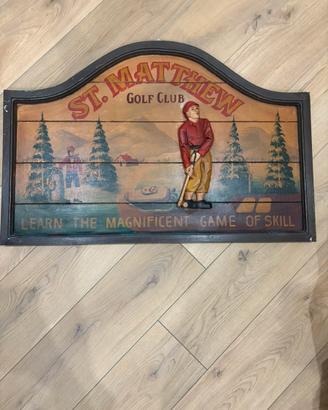 ST. MATTHEW
GOLF CLUB
LEARN THE MAGNIFICENT GAME OF SKILL